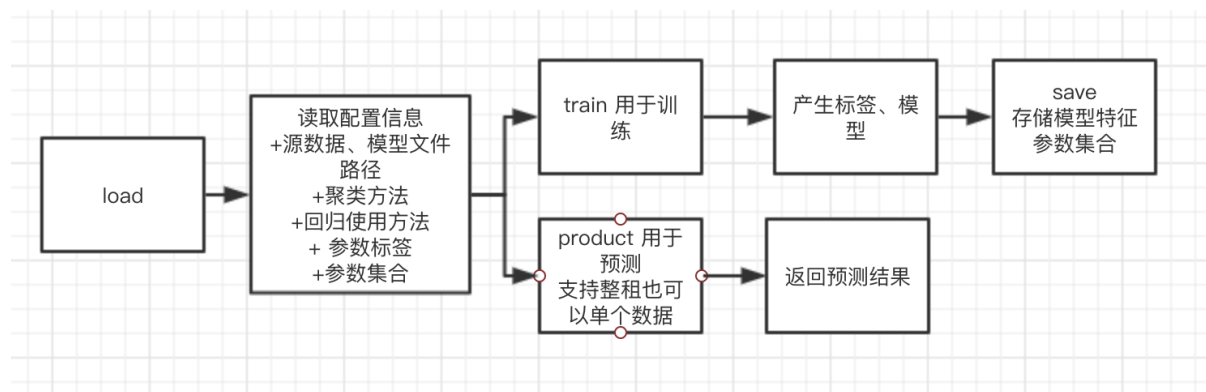 load
读取配置信息
+源数据、模型文件
路径
+聚类方法
+回归使用方法
+ 参数标签
+参数集合
train 用于训
练
产生标签、模
型
save
存储模型特征
参数集合
product 用于
预测
支持整租也可
以单个数据
返回预测结果